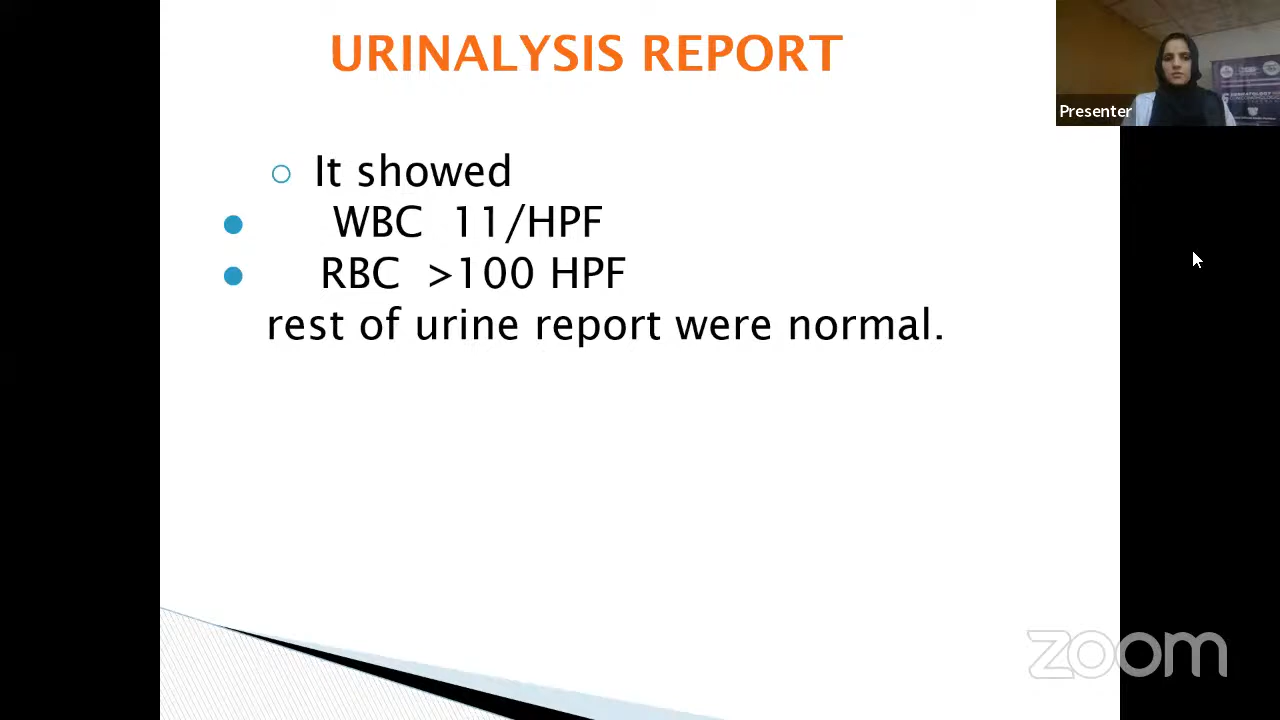 URINALYSIS REPORT
Presenter
It showed
WBC 11/HPF
RBC >100 HPF
rest of urine report were normal.
zoom